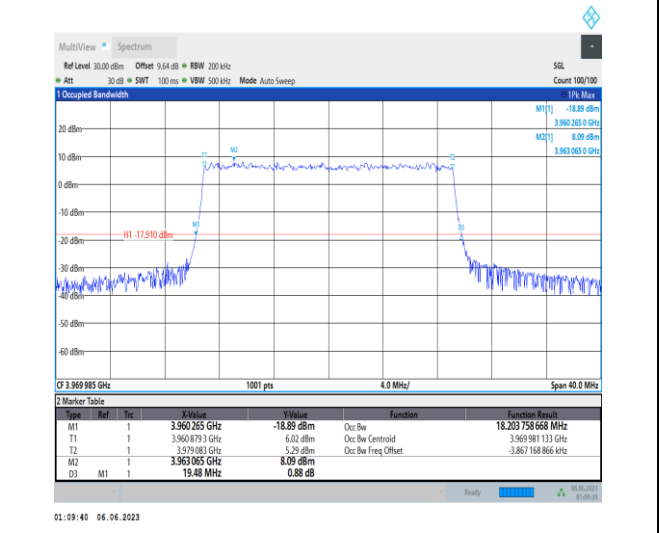 MultiView Spectrum
Ref Level 30.00 dBm Offset 9.64 dB RBW 200 kHz SGL
Att 30 dB SWT 100 ms VBW 500 kHz Mode Auto Sweep Count 100/100
1 Occupied Bandwidth 1Pk Max
M1[1] -18.89 dBm
3.960 265 0 GHz
M2[1] 8.09 dBm
3.963 065 0 GHz
20 dBm
10 dBm
T1
M2
T2
0 dBm
-10 dBm
M1
D3
H1 -17.910 dBm
-20 dBm
-30 dBm
-40 dBm
-50 dBm
-60 dBm
CF 3.969 985 GHz 1001 pts 4.0 MHz/ Span 40.0 MHz
2 Marker Table
Type Ref Trc X-Value Y-Value Function Function Result
M1 1 3.960 265 GHz -18.89 dBm Occ Bw 18.203 758 668 MHz
T1 1 3.960 879 3 GHz 6.02 dBm Occ Bw Centroid 3.969 981 133 GHz
T2 1 3.979 083 GHz 5.29 dBm Occ Bw Freq Offset -3.867 168 866 kHz
M2 1 3.963 065 GHz 8.09 dBm
D3 M1 1 19.48 MHz 0.88 dB
Ready 06.06.2023
01:09:39
01:09:40 06.06.2023